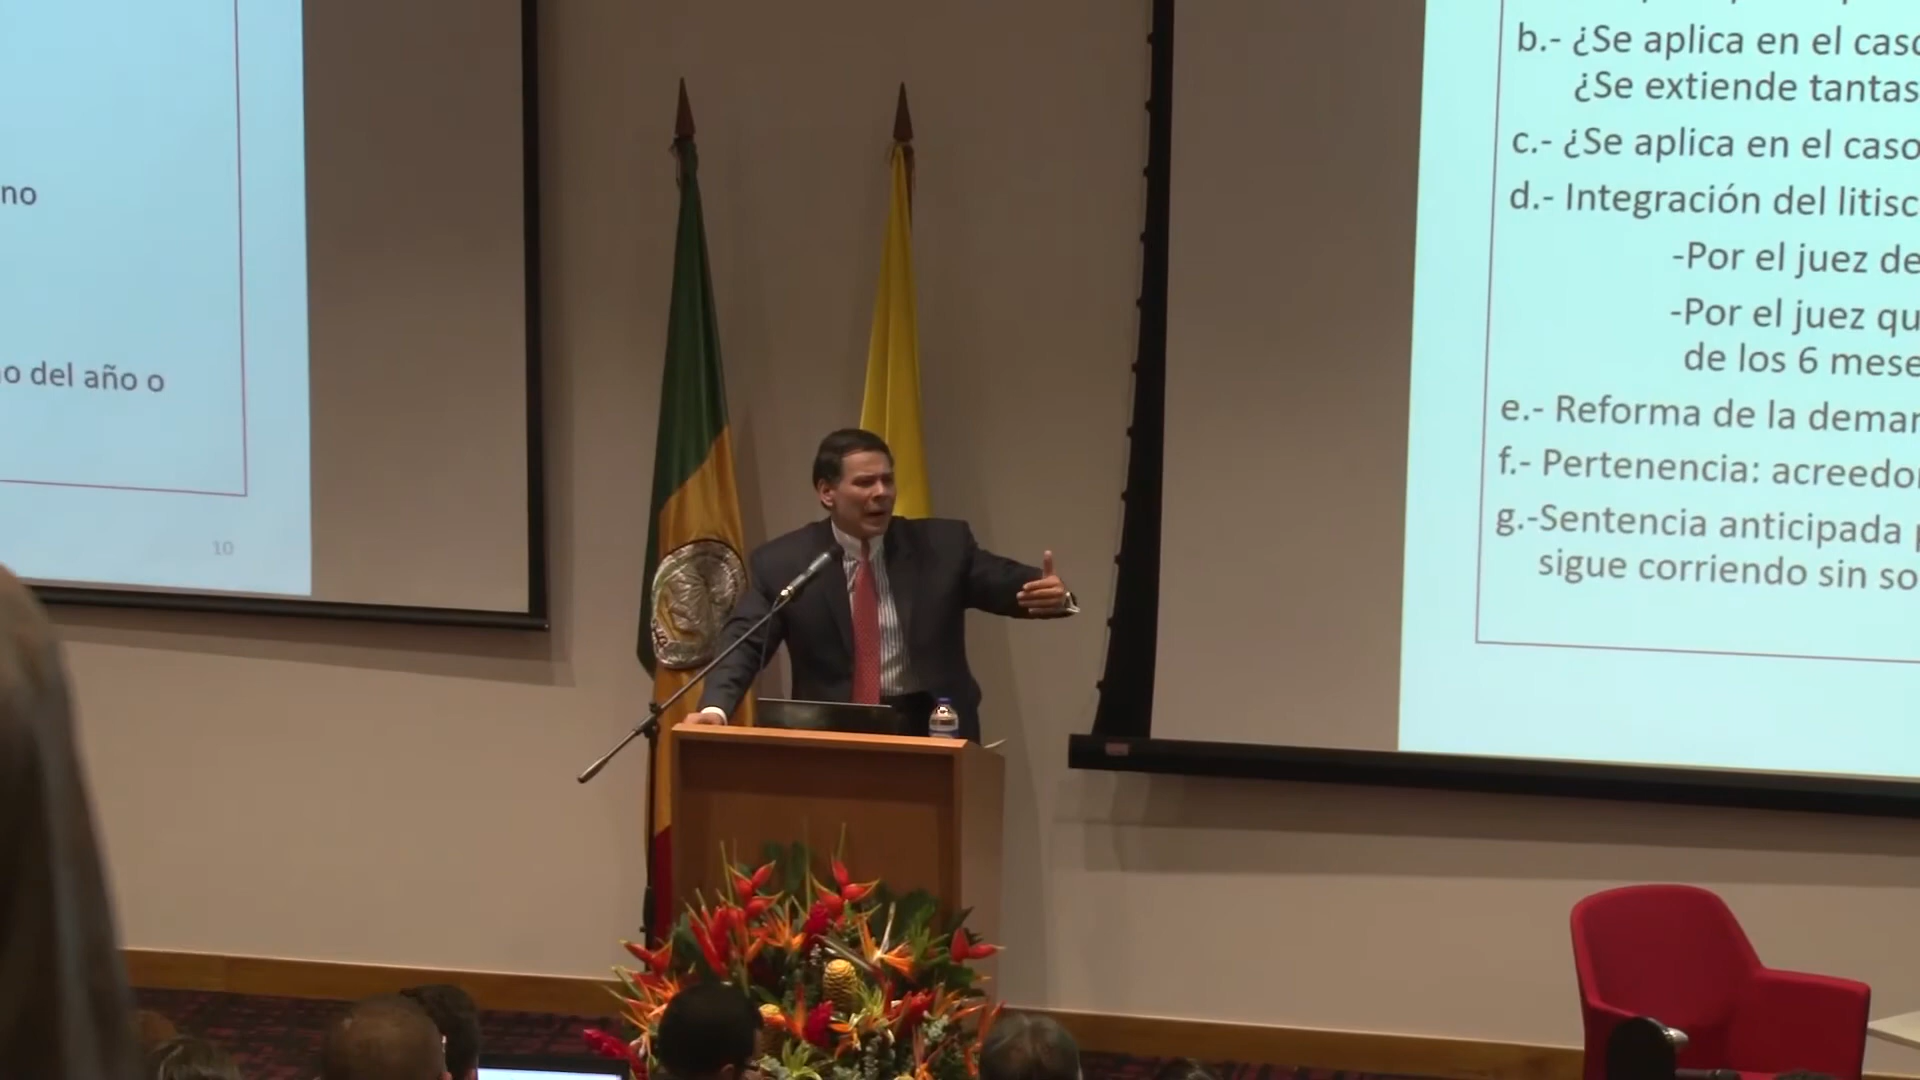 no
del año o
10
b.- ¿Se aplica en el caso
¿Se extiende tantas
c.- ¿Se aplica en el caso
d.- Integración del litisc
-Por el juez de
-Por el juez qu
de los 6 mese
e.- Reforma de la deman
f.- Pertenencia: acreedor
g.-Sentencia anticipada p
sigue corriendo sin so